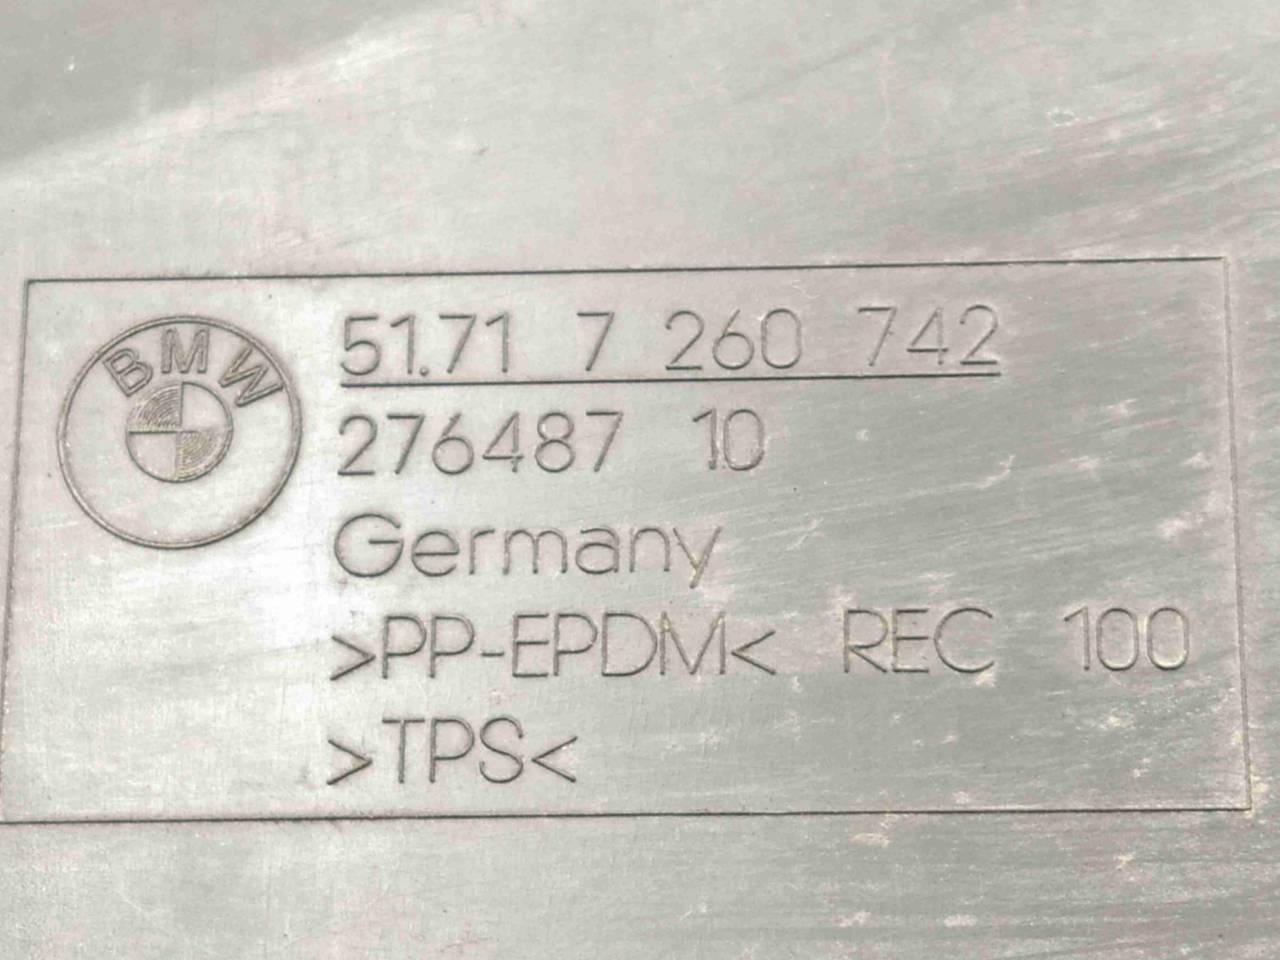 BMW
51.71 7 260 742
276487 10
Germany
>PP-EPDM< REC 100
>TPS<